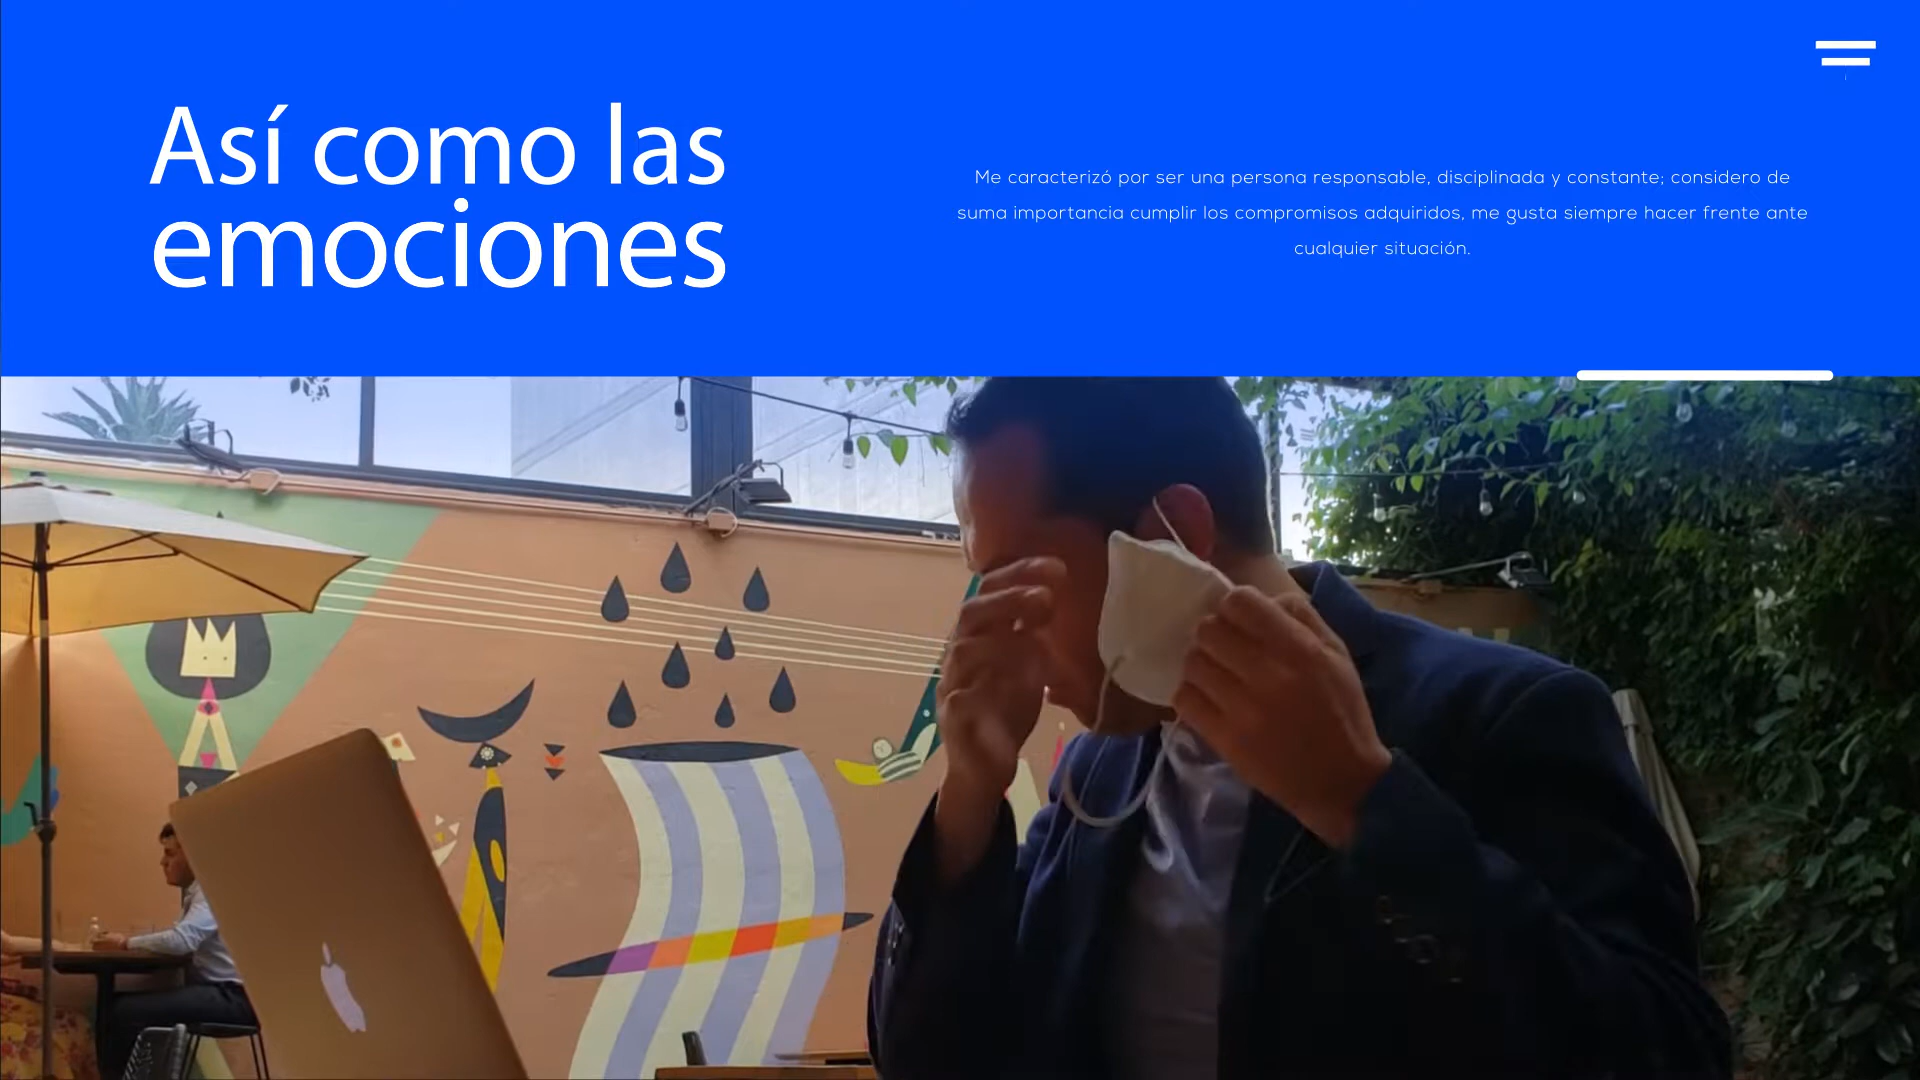 Así como las
emociones
Me caracterizó por ser una persona responsable, disciplinada y constante; considero de
suma importancia cumplir los compromisos adquiridos, me gusta siempre hacer frente ante
cualquier situación.